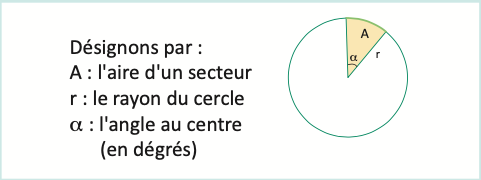 Désignons par :
A : l'aire d'un secteur
r : le rayon du cercle
α : l'angle au centre
(en dégrés)
A
α
r